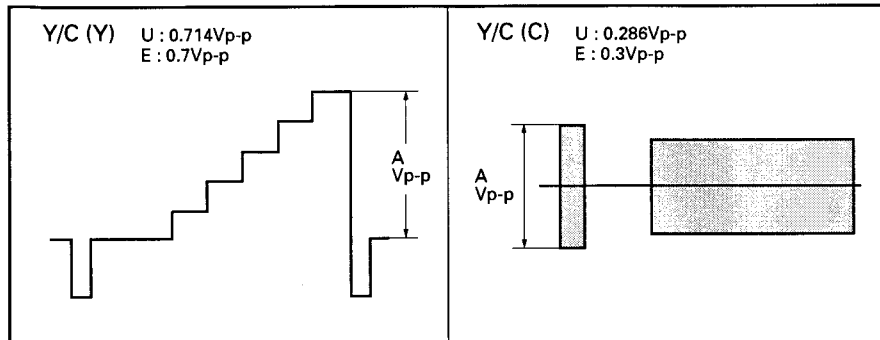 Y/C (Y) U : 0.714Vp-p
E : 0.7Vp-p
A
Vp-p
Y/C (C) U : 0.286Vp-p
E : 0.3Vp-p
A
Vp-p